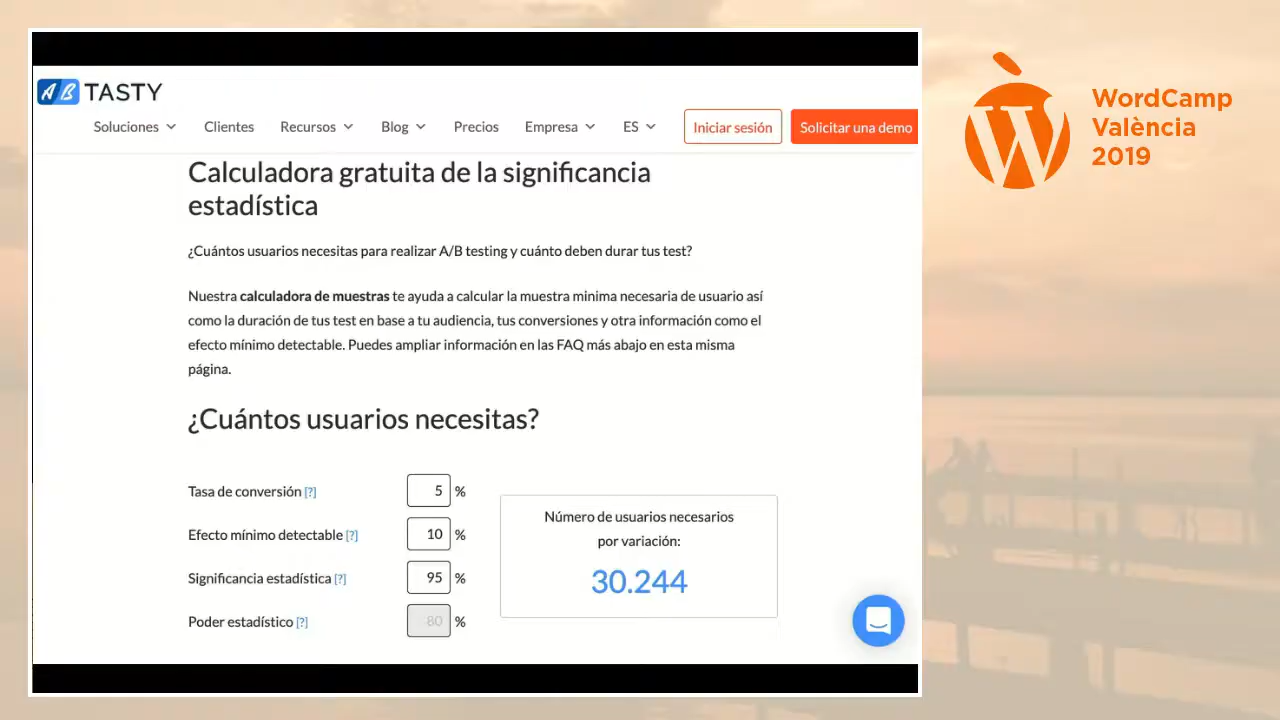 AB TASTY
Soluciones
Clientes
Recursos
Blog
Precios
Empresa
ES
Iniciar sesión
Solicitar una demo
Calculadora gratuita de la significancia
estadística
¿Cuántos usuarios necesitas para realizar A/B testing y cuánto deben durar tus test?
Nuestra calculadora de muestras te ayuda a calcular la muestra minima necesaria de usuario así
como la duración de tus test en base a tu audiencia, tus conversiones y otra información como el
efecto mínimo detectable. Puedes ampliar información en las FAQ más abajo en esta misma
página.
¿Cuántos usuarios necesitas?
Tasa de conversión [?] 5 %
Efecto mínimo detectable [?] 10 %
Significancia estadística [?] 95 %
Poder estadístico [?] 80 %
Número de usuarios necesarios
por variación:
30.244
WordCamp
València
2019